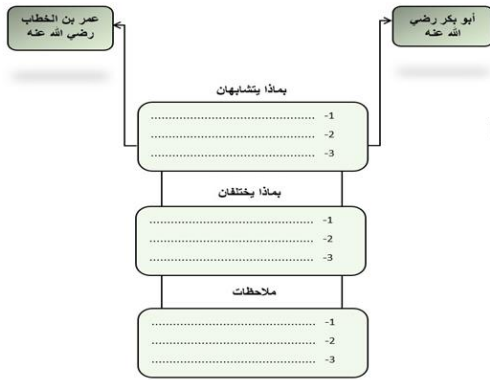 أبو بكر رضي
الله عنه
عمر بن الخطاب
رضي الله عنه
بماذا يتشابهان
1- ......................................................
2- ......................................................
3- ......................................................
بماذا يختلفان
1- ......................................................
2- ......................................................
3- ......................................................
ملاحظات
1- ......................................................
2- ......................................................
3- ......................................................